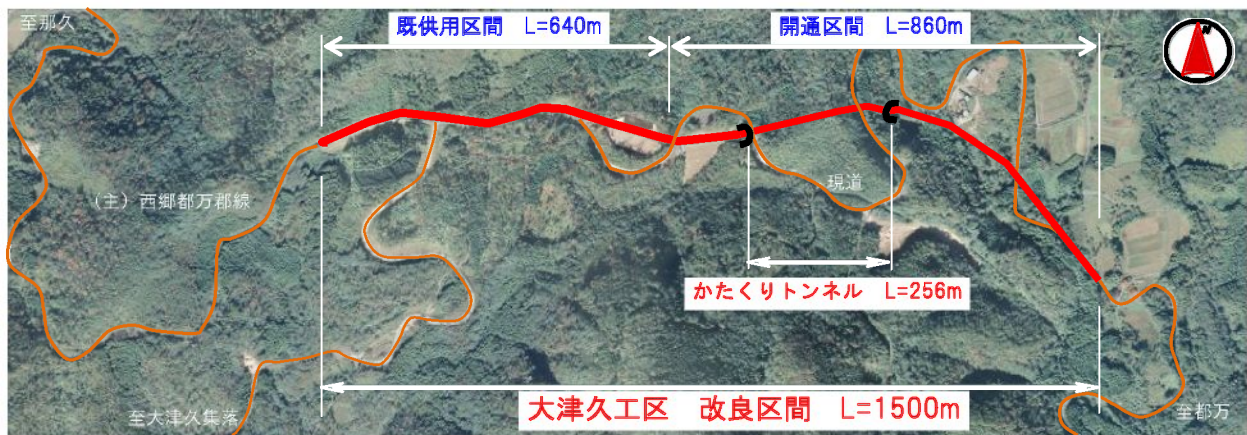 至那久
既供用区間 L=640m
開通区間 L=860m
N
(主)西郷都万郡線
現道
かたくりトンネル L=256m
大津久工区 改良区間 L=1500m
至大津久集落
至都万